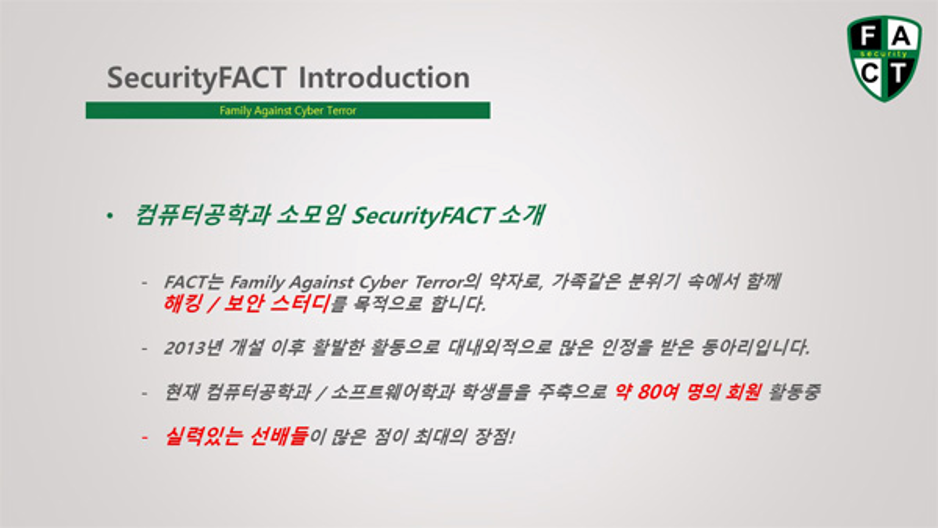 SecurityFACT Introduction
Family Against Cyber Terror
F A
security
C T
• 컴퓨터공학과 소모임 SecurityFACT 소개
- FACT는 Family Against Cyber Terror의 약자로, 가족같은 분위기 속에서 함께
해킹 / 보안 스터디를 목적으로 합니다.
- 2013년 개설 이후 활발한 활동으로 대내외적으로 많은 인정을 받은 동아리입니다.
- 현재 컴퓨터공학과 / 소프트웨어학과 학생들을 주축으로 약 80여 명의 회원 활동중
- 실력있는 선배들이 많은 점이 최대의 장점!